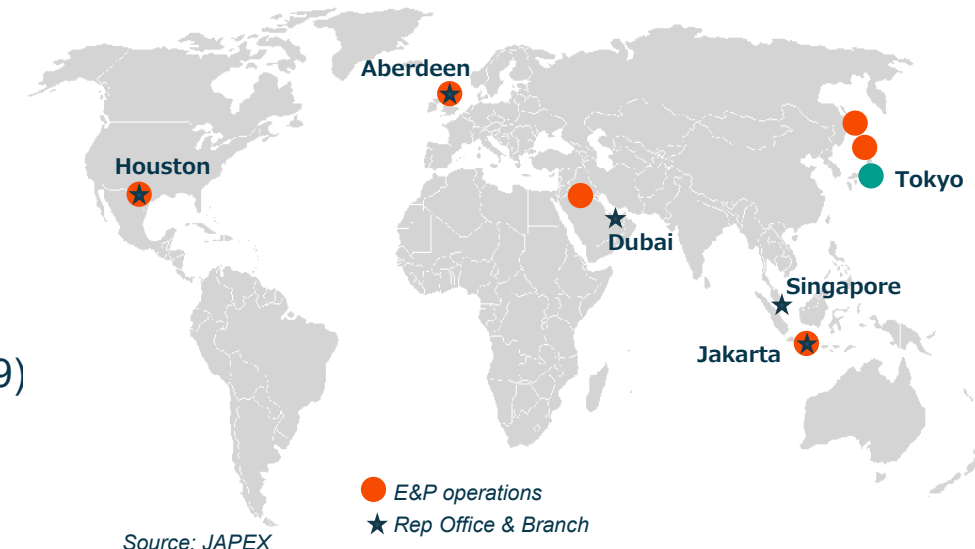 Aberdeen
Houston
Tokyo
Dubai
Singapore
Jakarta
9)
E&P operations
Rep Office & Branch
Source: JAPEX